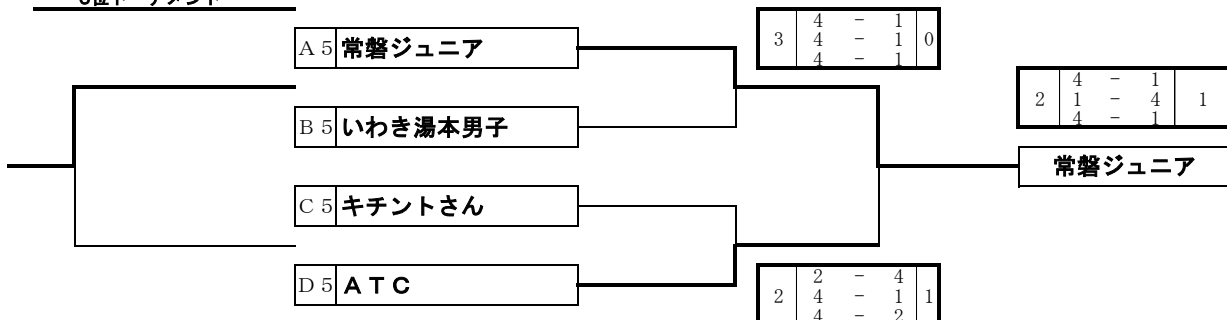 A 5 常磐ジュニア
3 4 - 1 0
4 - 1
4 - 1
B 5 いわき湯本男子
2 4 - 1 1
1 - 4
4 - 1
常磐ジュニア
C 5 キチントさん
D 5 ＡＴＣ
2 2 - 4 1
4 - 1
4 - 2